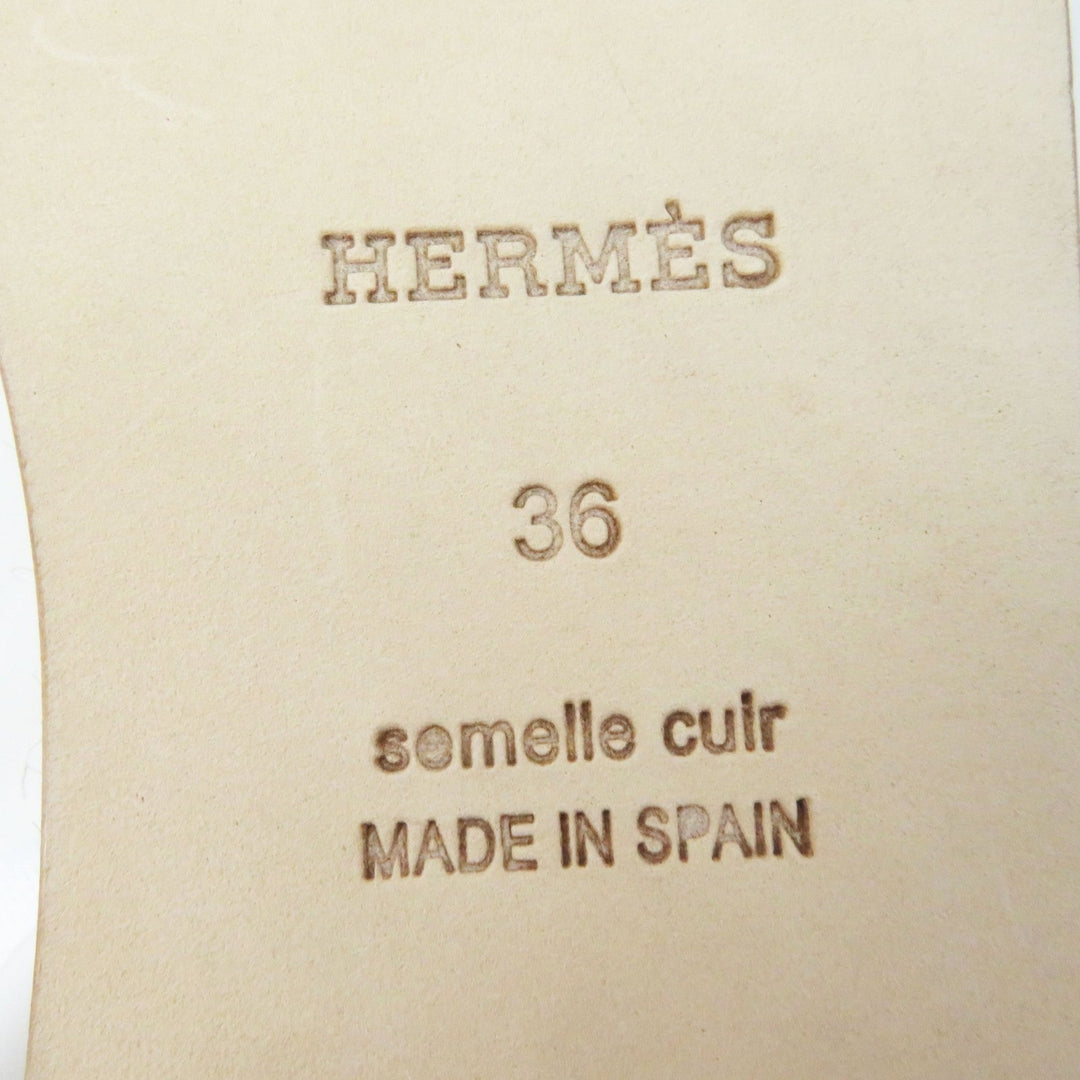 HERMÈS
36
semelle cuir
MADE IN SPAIN